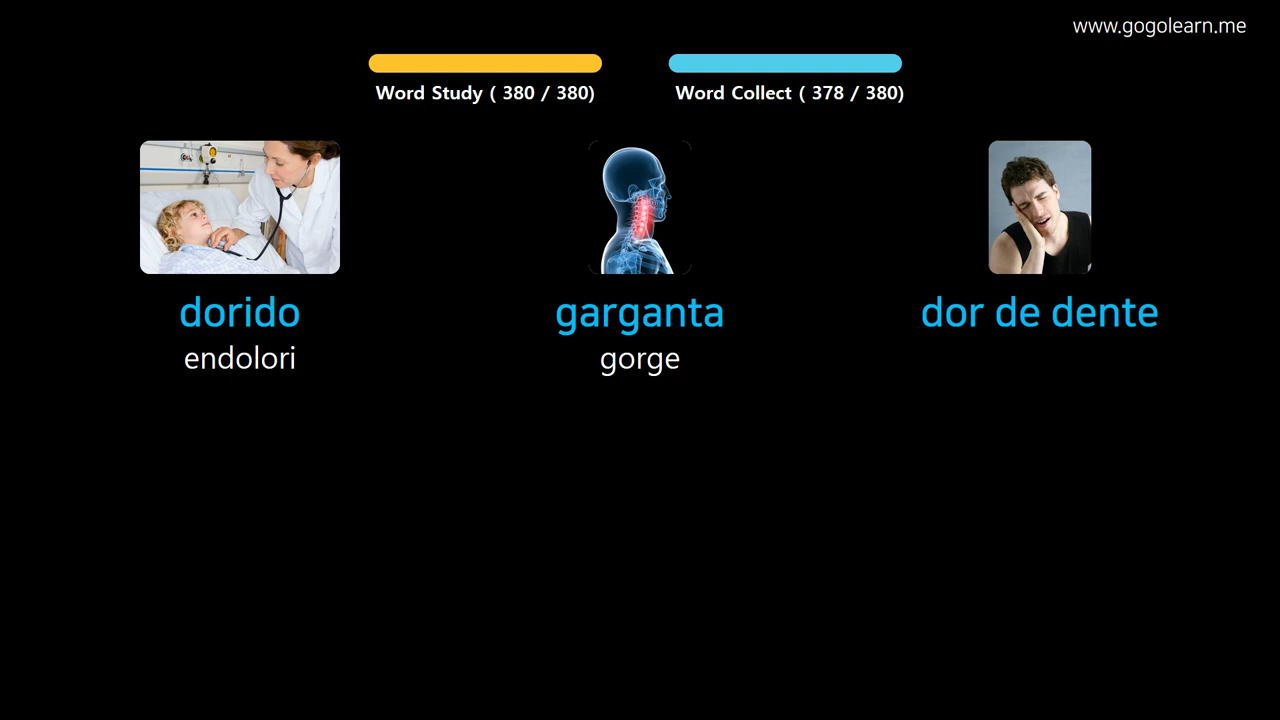 www.gogolearn.me
Word Study ( 380 / 380)
Word Collect ( 378 / 380)
dorido
garganta
dor de dente
endolori
gorge